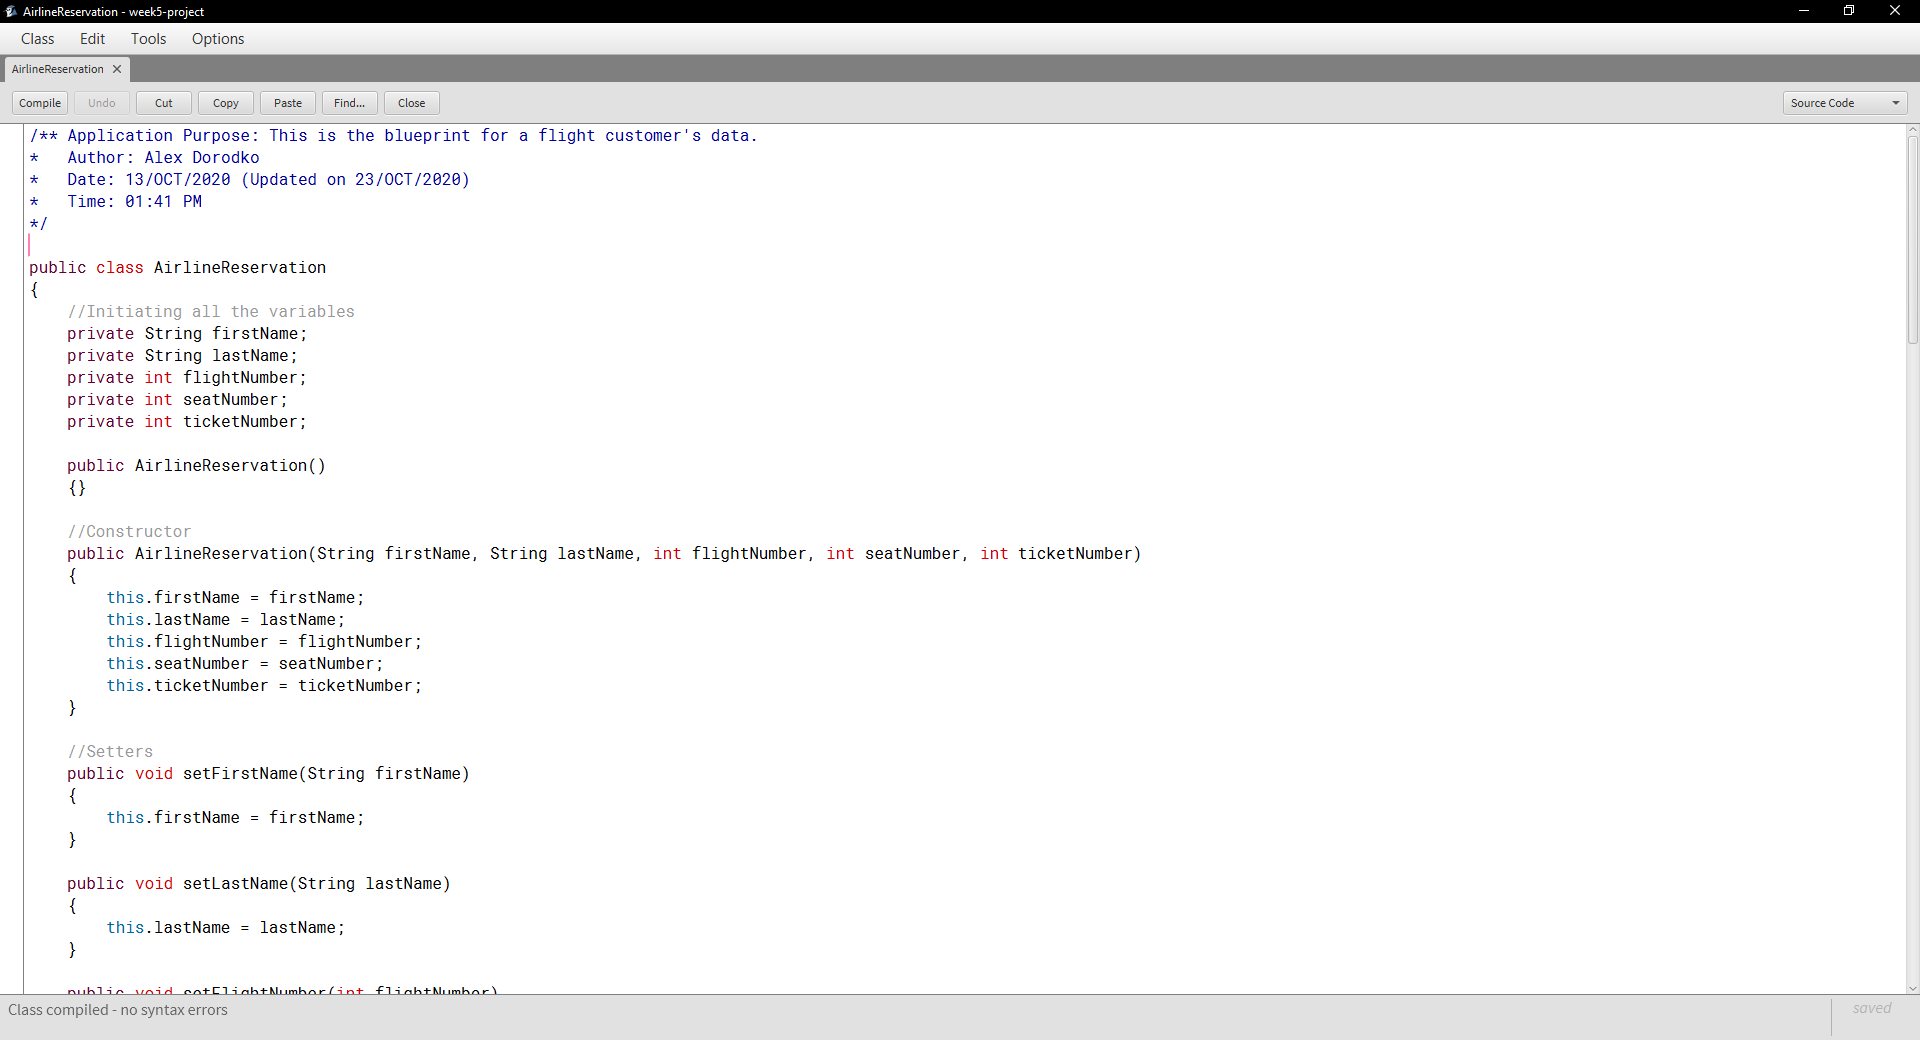 AirlineReservation - week5-project
Class Edit Tools Options
AirlineReservation
Compile Undo Cut Copy Paste Find... Close Source Code
/** Application Purpose: This is the blueprint for a flight customer's data.
*   Author: Alex Dorodko
*   Date: 13/OCT/2020 (Updated on 23/OCT/2020)
*   Time: 01:41 PM
*/
public class AirlineReservation
{
    //Initiating all the variables
    private String firstName;
    private String lastName;
    private int flightNumber;
    private int seatNumber;
    private int ticketNumber;
    public AirlineReservation()
    {}
    //Constructor
    public AirlineReservation(String firstName, String lastName, int flightNumber, int seatNumber, int ticketNumber)
    {
        this.firstName = firstName;
        this.lastName = lastName;
        this.flightNumber = flightNumber;
        this.seatNumber = seatNumber;
        this.ticketNumber = ticketNumber;
    }
    //Setters
    public void setFirstName(String firstName)
    {
        this.firstName = firstName;
    }
    public void setLastName(String lastName)
    {
        this.lastName = lastName;
    }
    public void setFlightNumber(int flightNumber)
Class compiled - no syntax errors
saved